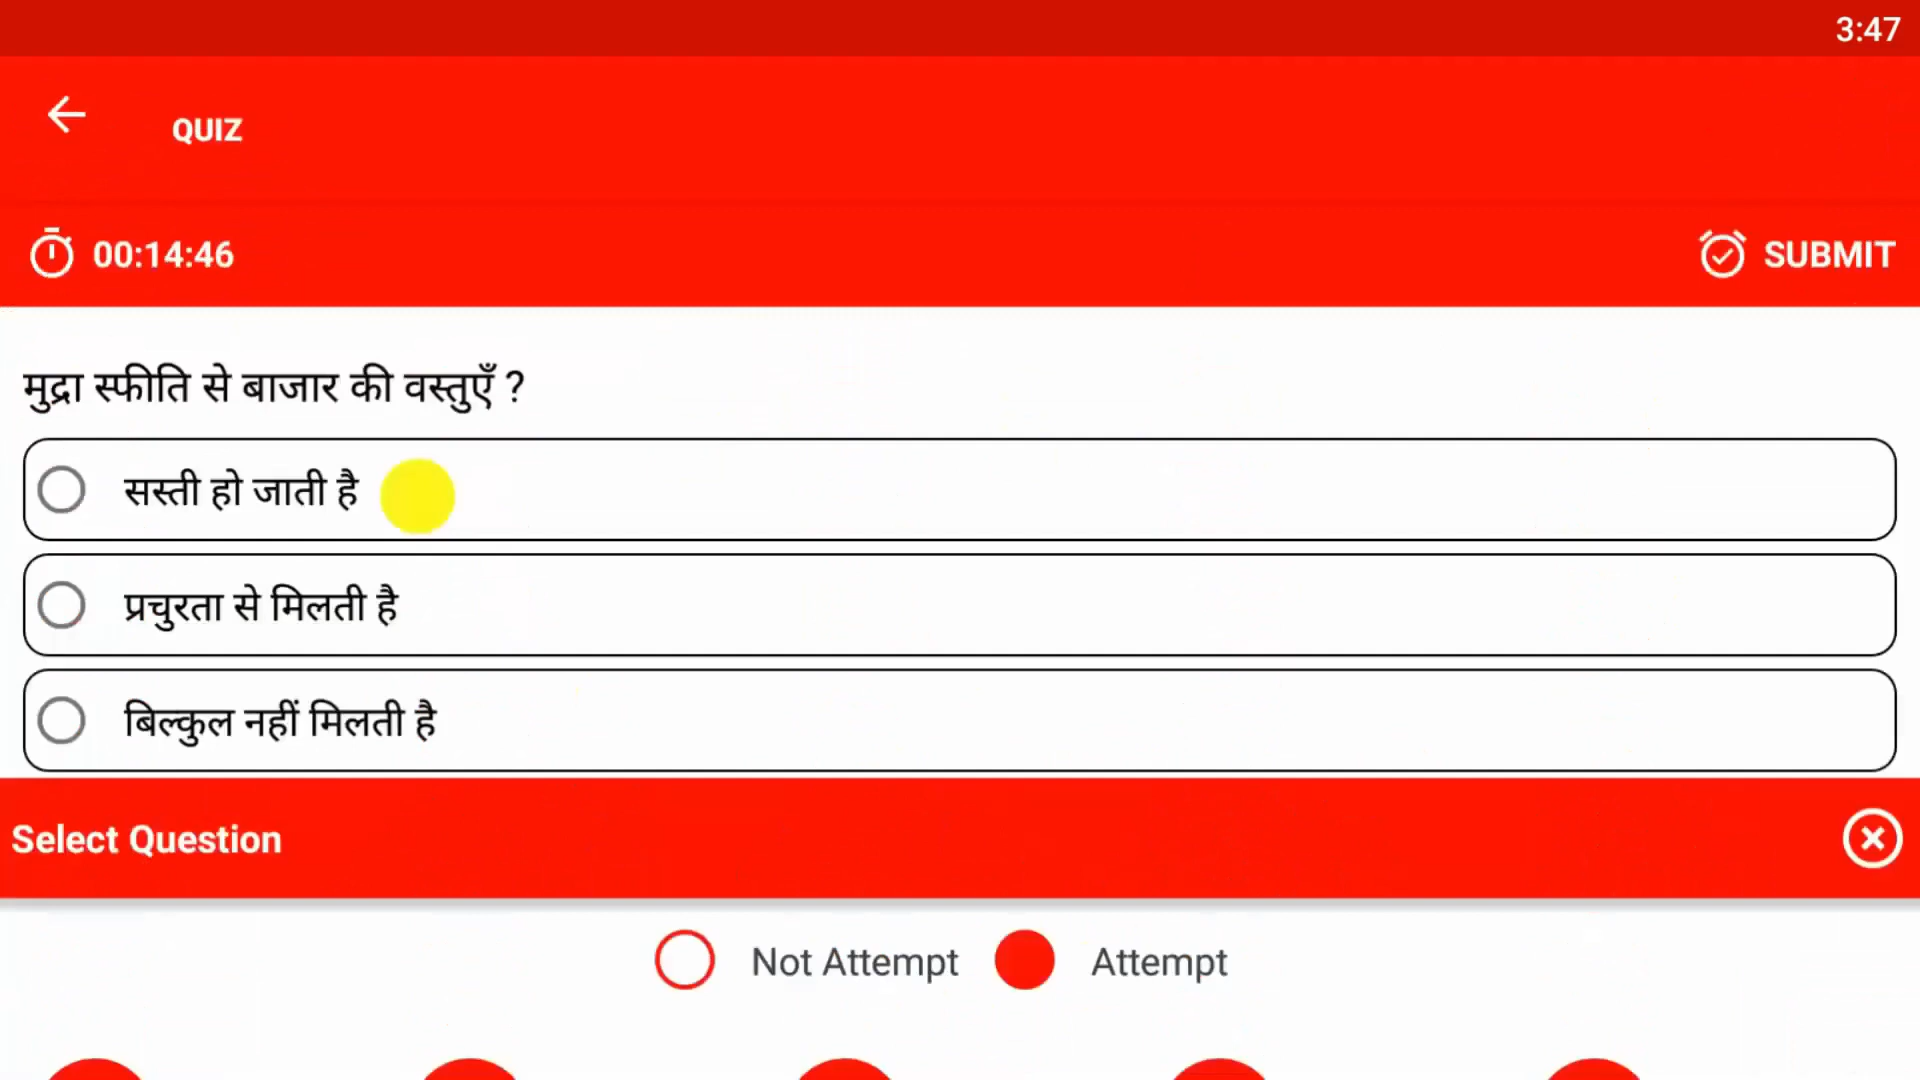 3:47
QUIZ
00:14:46
SUBMIT
मुद्रा स्फीति से बाजार की वस्तुएँ ?
सस्ती हो जाती है
प्रचुरता से मिलती है
बिल्कुल नहीं मिलती है
Select Question
Not Attempt
Attempt